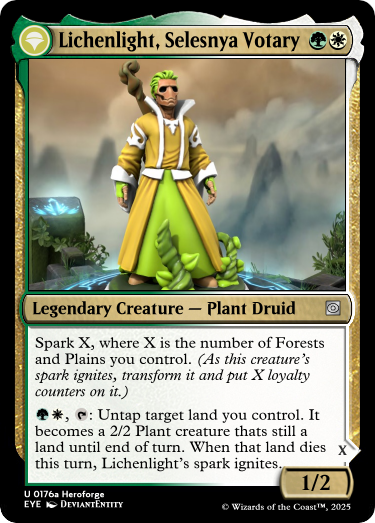 Lichenlight, Selesnya Votary
Legendary Creature — Plant Druid
Spark X, where X is the number of Forests
and Plains you control. (As this creature's
spark ignites, transform it and put X loyalty
counters on it.)
, : Untap target land you control. It
becomes a 2/2 Plant creature thats still a
land until end of turn. When that land dies
this turn, Lichenlight's spark ignites.
X
1/2
U 0176a Heroforge
EYE DeviantEntity
© Wizards of the Coast™, 2025